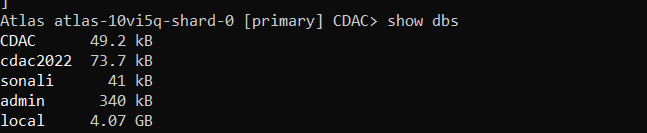 ]
Atlas atlas-10vi5q-shard-0 [primary] CDAC> show dbs
CDAC      49.2 kB
cdac2022  73.7 kB
sonali      41 kB
admin      340 kB
local     4.07 GB